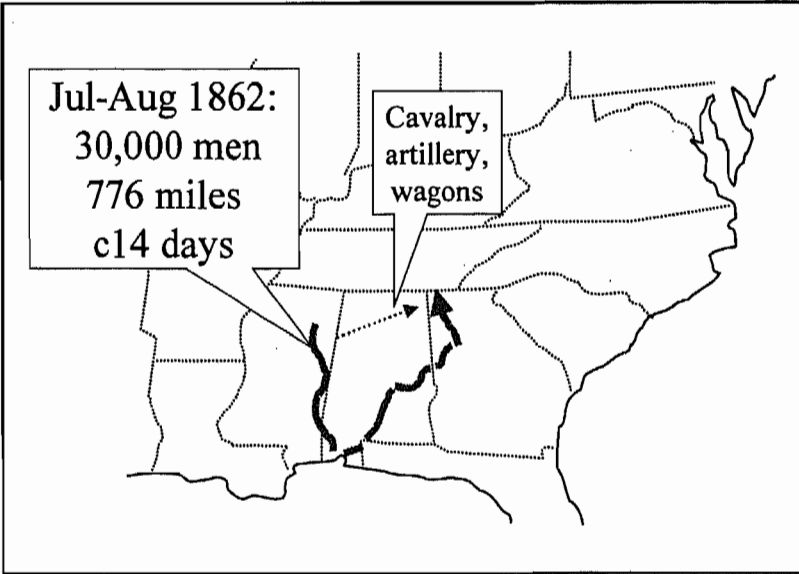 Jul-Aug 1862:
30,000 men
776 miles
c14 days
Cavalry,
artillery,
wagons